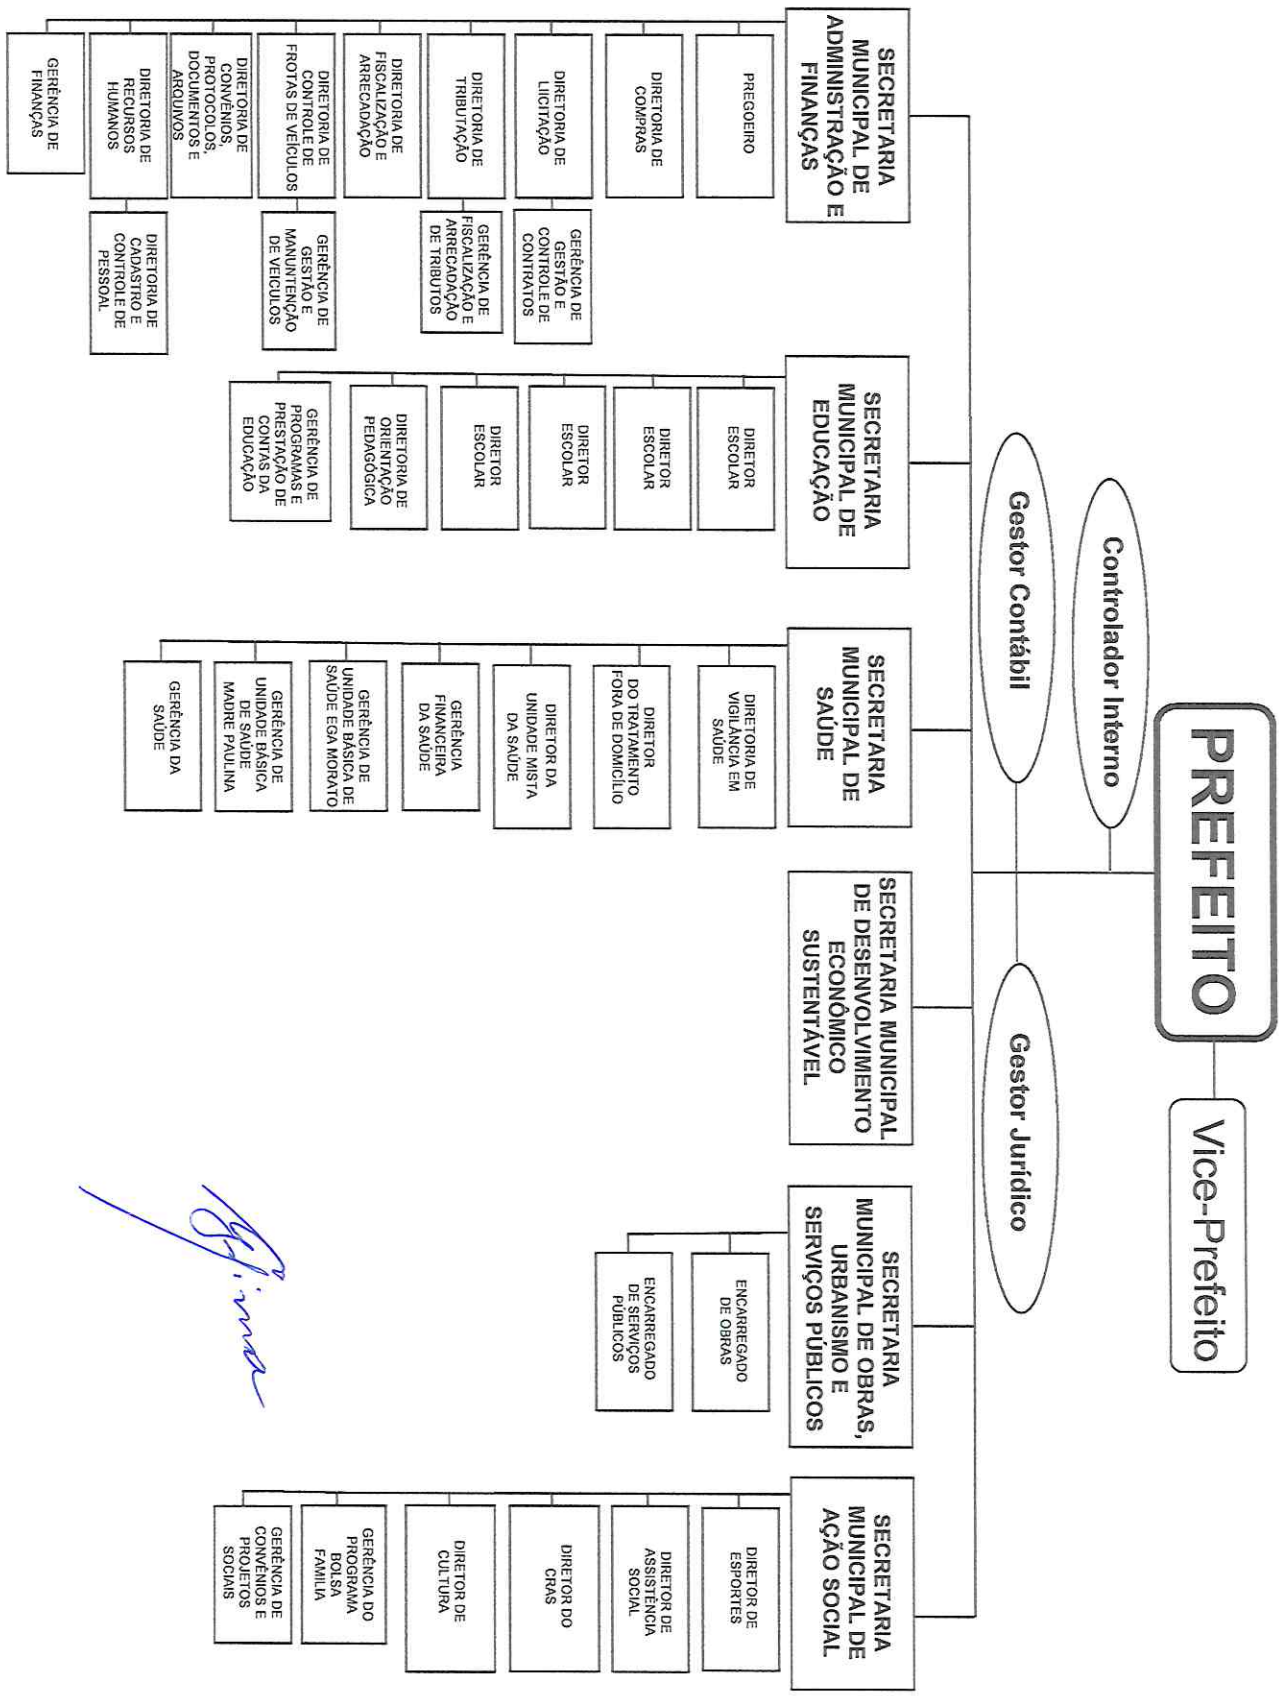 PREFEITO
Vice-Prefeito
Controlador Interno
Gestor Contábil
Gestor Jurídico
SECRETARIA
MUNICIPAL DE
ADMINISTRAÇÃO E
FINANÇAS
PREGOEIRO
DIRETORIA DE
COMPRAS
DIRETORIA DE
LIICITAÇÃO
GERÊNCIA DE
GESTÃO E
CONTROLE DE
CONTRATOS
DIRETORIA DE
TRIBUTAÇÃO
GERÊNCIA DE
FISCALIZAÇÃO E
ARRECADAÇÃO
DE TRIBUTOS
DIRETORIA DE
FISCALIZAÇÃO E
ARRECADAÇÃO
DIRETORIA DE
CONTROLE DE
FROTAS DE VEÍCULOS
GERÊNCIA DE
GESTÃO E
MANUNTENÇÃO
DE VEICULOS
DIRETORIA DE
CONVÊNIOS,
PROTOCOLOS,
DOCUMENTOS E
ARQUIVOS
DIRETORIA DE
RECURSOS
HUMANOS
DIRETORIA DE
CADASTRO E
CONTROLE DE
PESSOAL
GERÊNCIA DE
FINANÇAS
SECRETARIA
MUNICIPAL DE
EDUCAÇÃO
DIRETOR
ESCOLAR
DIRETOR
ESCOLAR
DIRETOR
ESCOLAR
DIRETOR
ESCOLAR
DIRETORIA DE
ORIENTAÇÃO
PEDAGÓGICA
GERÊNCIA DE
PROGRAMAS E
PRESTAÇÃO DE
CONTAS DA
EDUCAÇÃO
SECRETARIA
MUNICIPAL DE
SAÚDE
DIRETORIA DE
VIGILÂNCIA EM
SAÚDE
DIRETOR
DO TRATAMENTO
FORA DE DOMICÍLIO
DIRETOR DA
UNIDADE MISTA
DA SAÚDE
GERÊNCIA
FINANCEIRA
DA SAÚDE
GERÊNCIA DE
UNIDADE BÁSICA DE
SAÚDE EGA MORATO
GERÊNCIA DE
UNIDADE BÁSICA
DE SAÚDE
MADRE PAULINA
GERÊNCIA DA
SAÚDE
SECRETARIA MUNICIPAL
DE DESENVOLVIMENTO
ECONÔMICO
SUSTENTÁVEL
SECRETARIA
MUNICIPAL DE OBRAS,
URBANISMO E
SERVIÇOS PÚBLICOS
ENCARREGADO
DE OBRAS
ENCARREGADO
DE SERVIÇOS
PÚBLICOS
SECRETARIA
MUNICIPAL DE
AÇÃO SOCIAL
DIRETOR DE
ESPORTES
DIRETOR DE
ASSISTÊNCIA
SOCIAL
DIRETOR DO
CRAS
DIRETOR DE
CULTURA
GERÊNCIA DO
PROGRAMA
BOLSA
FAMILIA
GERÊNCIA DE
CONVÊNIOS E
PROJETOS
SOCIAIS